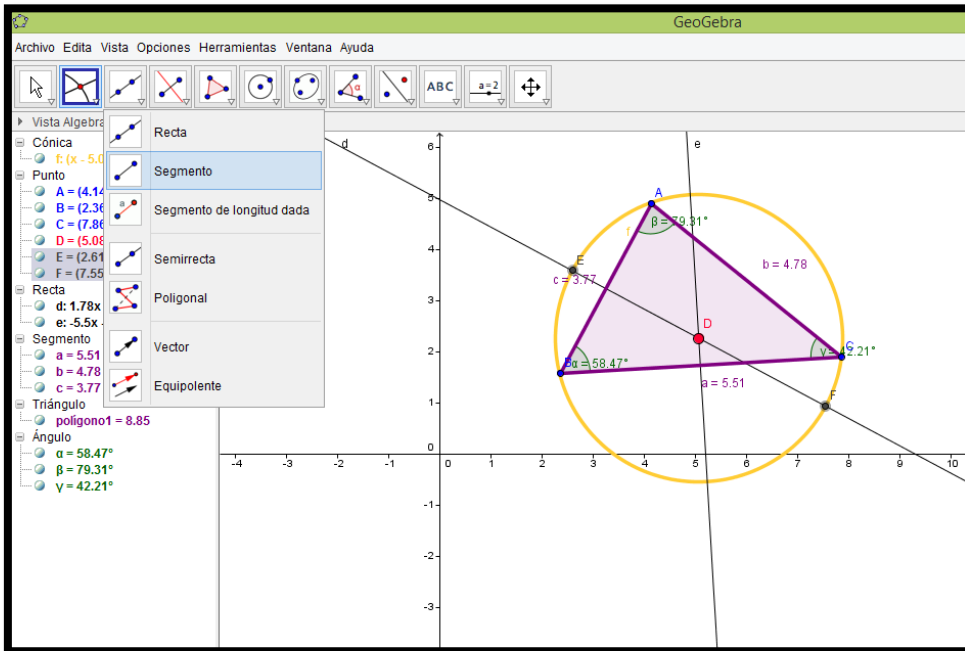 GeoGebra
Archivo Edita Vista Opciones Herramientas Ventana Ayuda
α
ABC
a=2
Vista Algebra
Cónica
f: (x - 5.0
Punto
A = (4.14
B = (2.36
C = (7.86
D = (5.08
E = (2.61
F = (7.55
Recta
d: 1.78x
e: -5.5x -
Segmento
a = 5.51
b = 4.78
c = 3.77
Triángulo
polígono1 = 8.85
Ángulo
α = 58.47°
β = 79.31°
γ = 42.21°
Recta
Segmento
a
Segmento de longitud dada
Semirrecta
Poligonal
Vector
Equipolente
d
e
6
5
4
3
2
1
0
-1
-2
-3
-4 -3 -2 -1 0 1 2 3 4 5 6 7 8 9 10
A
β = 79.31°
f
b = 4.78
E
c = 3.77
D
C
γ = 42.21°
B
α = 58.47°
a = 5.51
F